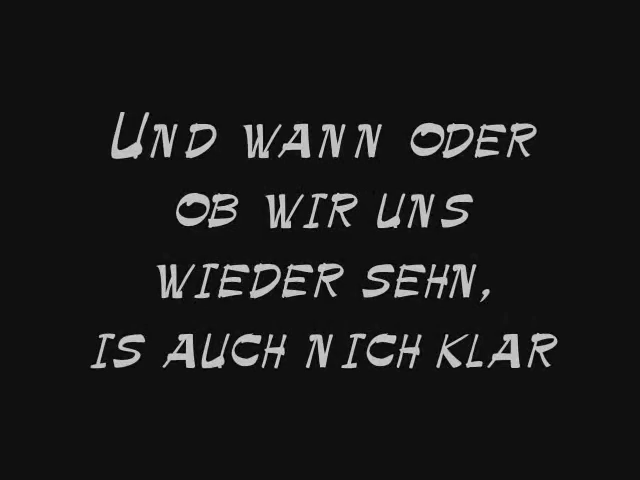 Und wann oder
ob wir uns
wieder sehn,
is auch nich klar